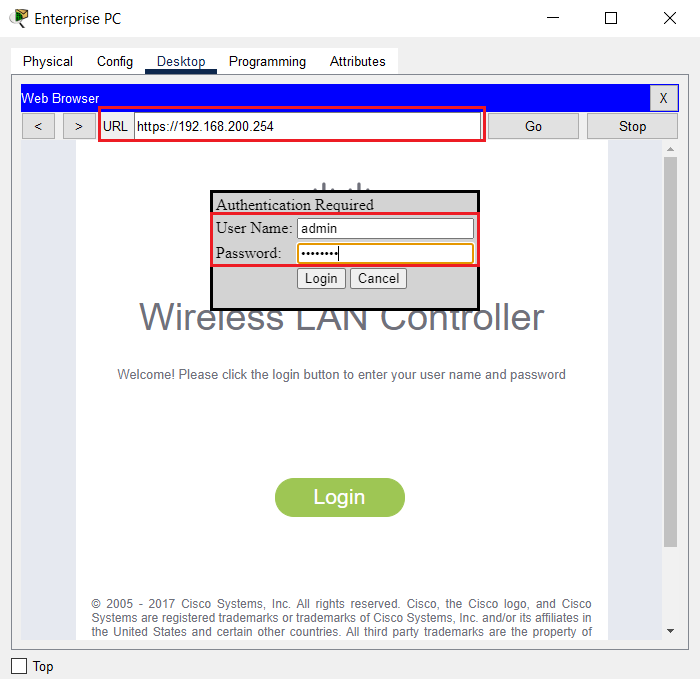 Enterprise PC
Physical Config Desktop Programming Attributes
Web Browser X
< > URL https://192.168.200.254 Go Stop
Authentication Required
User Name: admin
Password: ••••••••
Login Cancel
Wireless LAN Controller
Welcome! Please click the login button to enter your user name and password
Login
© 2005 - 2017 Cisco Systems, Inc. All rights reserved. Cisco, the Cisco logo, and Cisco
Systems are registered trademarks or trademarks of Cisco Systems, Inc. and/or its affiliates in
the United States and certain other countries. All third party trademarks are the property of
Top